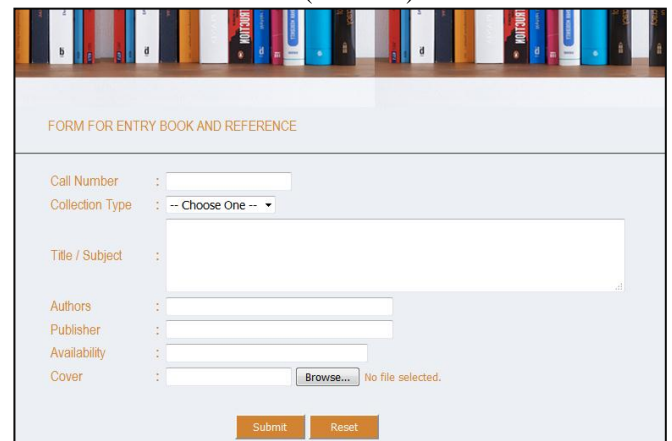 FORM FOR ENTRY BOOK AND REFERENCE
Call Number :
Collection Type : -- Choose One --
Title / Subject :
Authors :
Publisher :
Availability :
Cover : Browse... No file selected.
Submit Reset